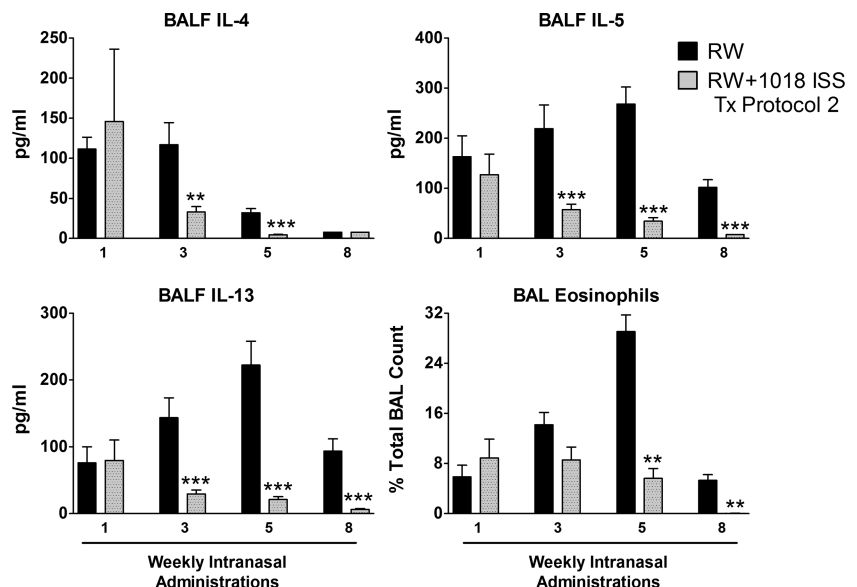 BALF IL-4
250
200
150
100
50
0
pg/ml
**
***
1 3 5 8
BALF IL-5
400
300
200
100
0
pg/ml
***
***
***
1 3 5 8
RW
RW+1018 ISS
Tx Protocol 2
BALF IL-13
300
200
100
0
pg/ml
***
***
***
1 3 5 8
Weekly Intranasal
Administrations
BAL Eosinophils
32
24
16
8
0
% Total BAL Count
**
**
1 3 5 8
Weekly Intranasal
Administrations